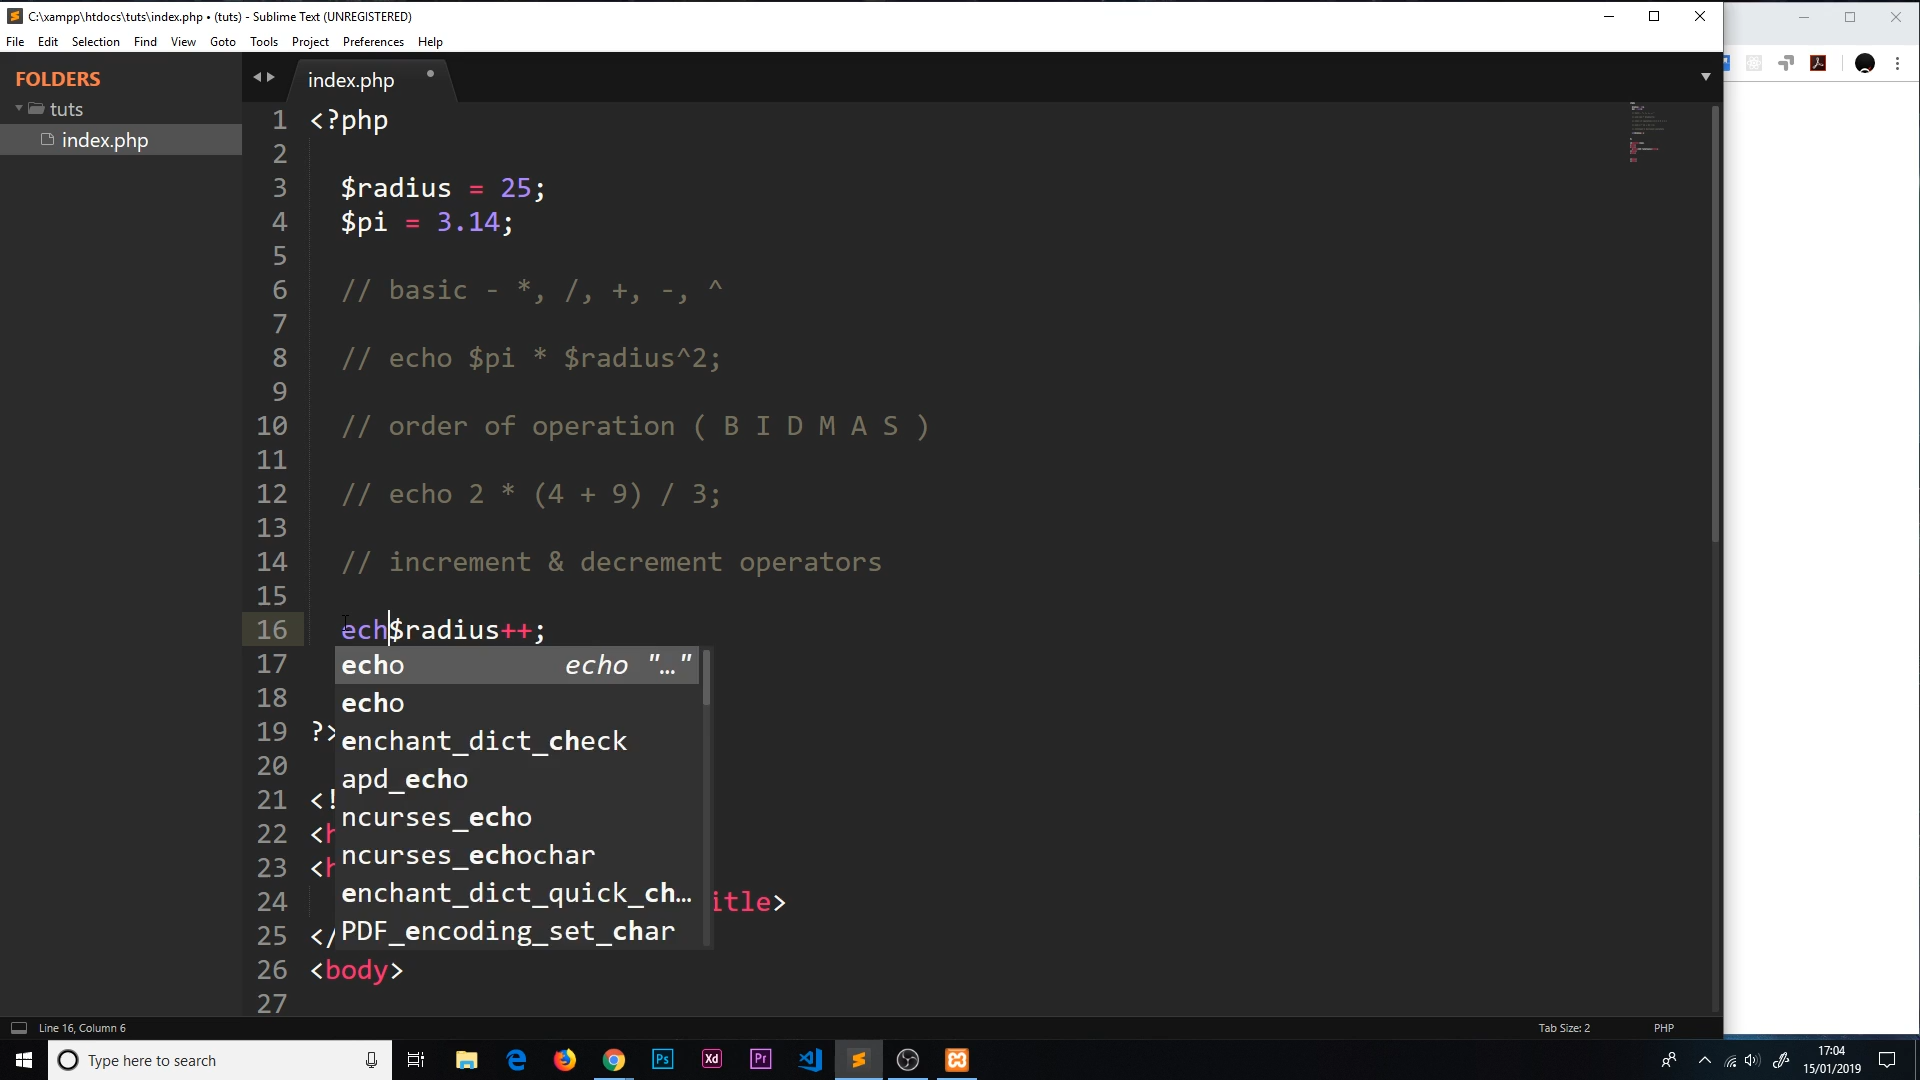 C:\xampp\htdocs\tuts\index.php • (tuts) - Sublime Text (UNREGISTERED)
File Edit Selection Find View Goto Tools Project Preferences Help
FOLDERS
tuts
index.php
index.php
1 <?php
2
3 $radius = 25;
4 $pi = 3.14;
5
6 // basic - *, /, +, -, ^
7
8 // echo $pi * $radius^2;
9
10 // order of operation ( B I D M A S )
11
12 // echo 2 * (4 + 9) / 3;
13
14 // increment & decrement operators
15
16 ech$radius++;
17
18
19 ?>
20
21 <!
22 <h
23 <h
24 itle>
25 </
26 <body>
27
echo echo "…"
echo
enchant_dict_check
apd_echo
ncurses_echo
ncurses_echochar
enchant_dict_quick_ch…
PDF_encoding_set_char
Line 16, Column 6
Tab Size: 2
PHP
Type here to search
Ps
Xd
Pr
17:04
15/01/2019